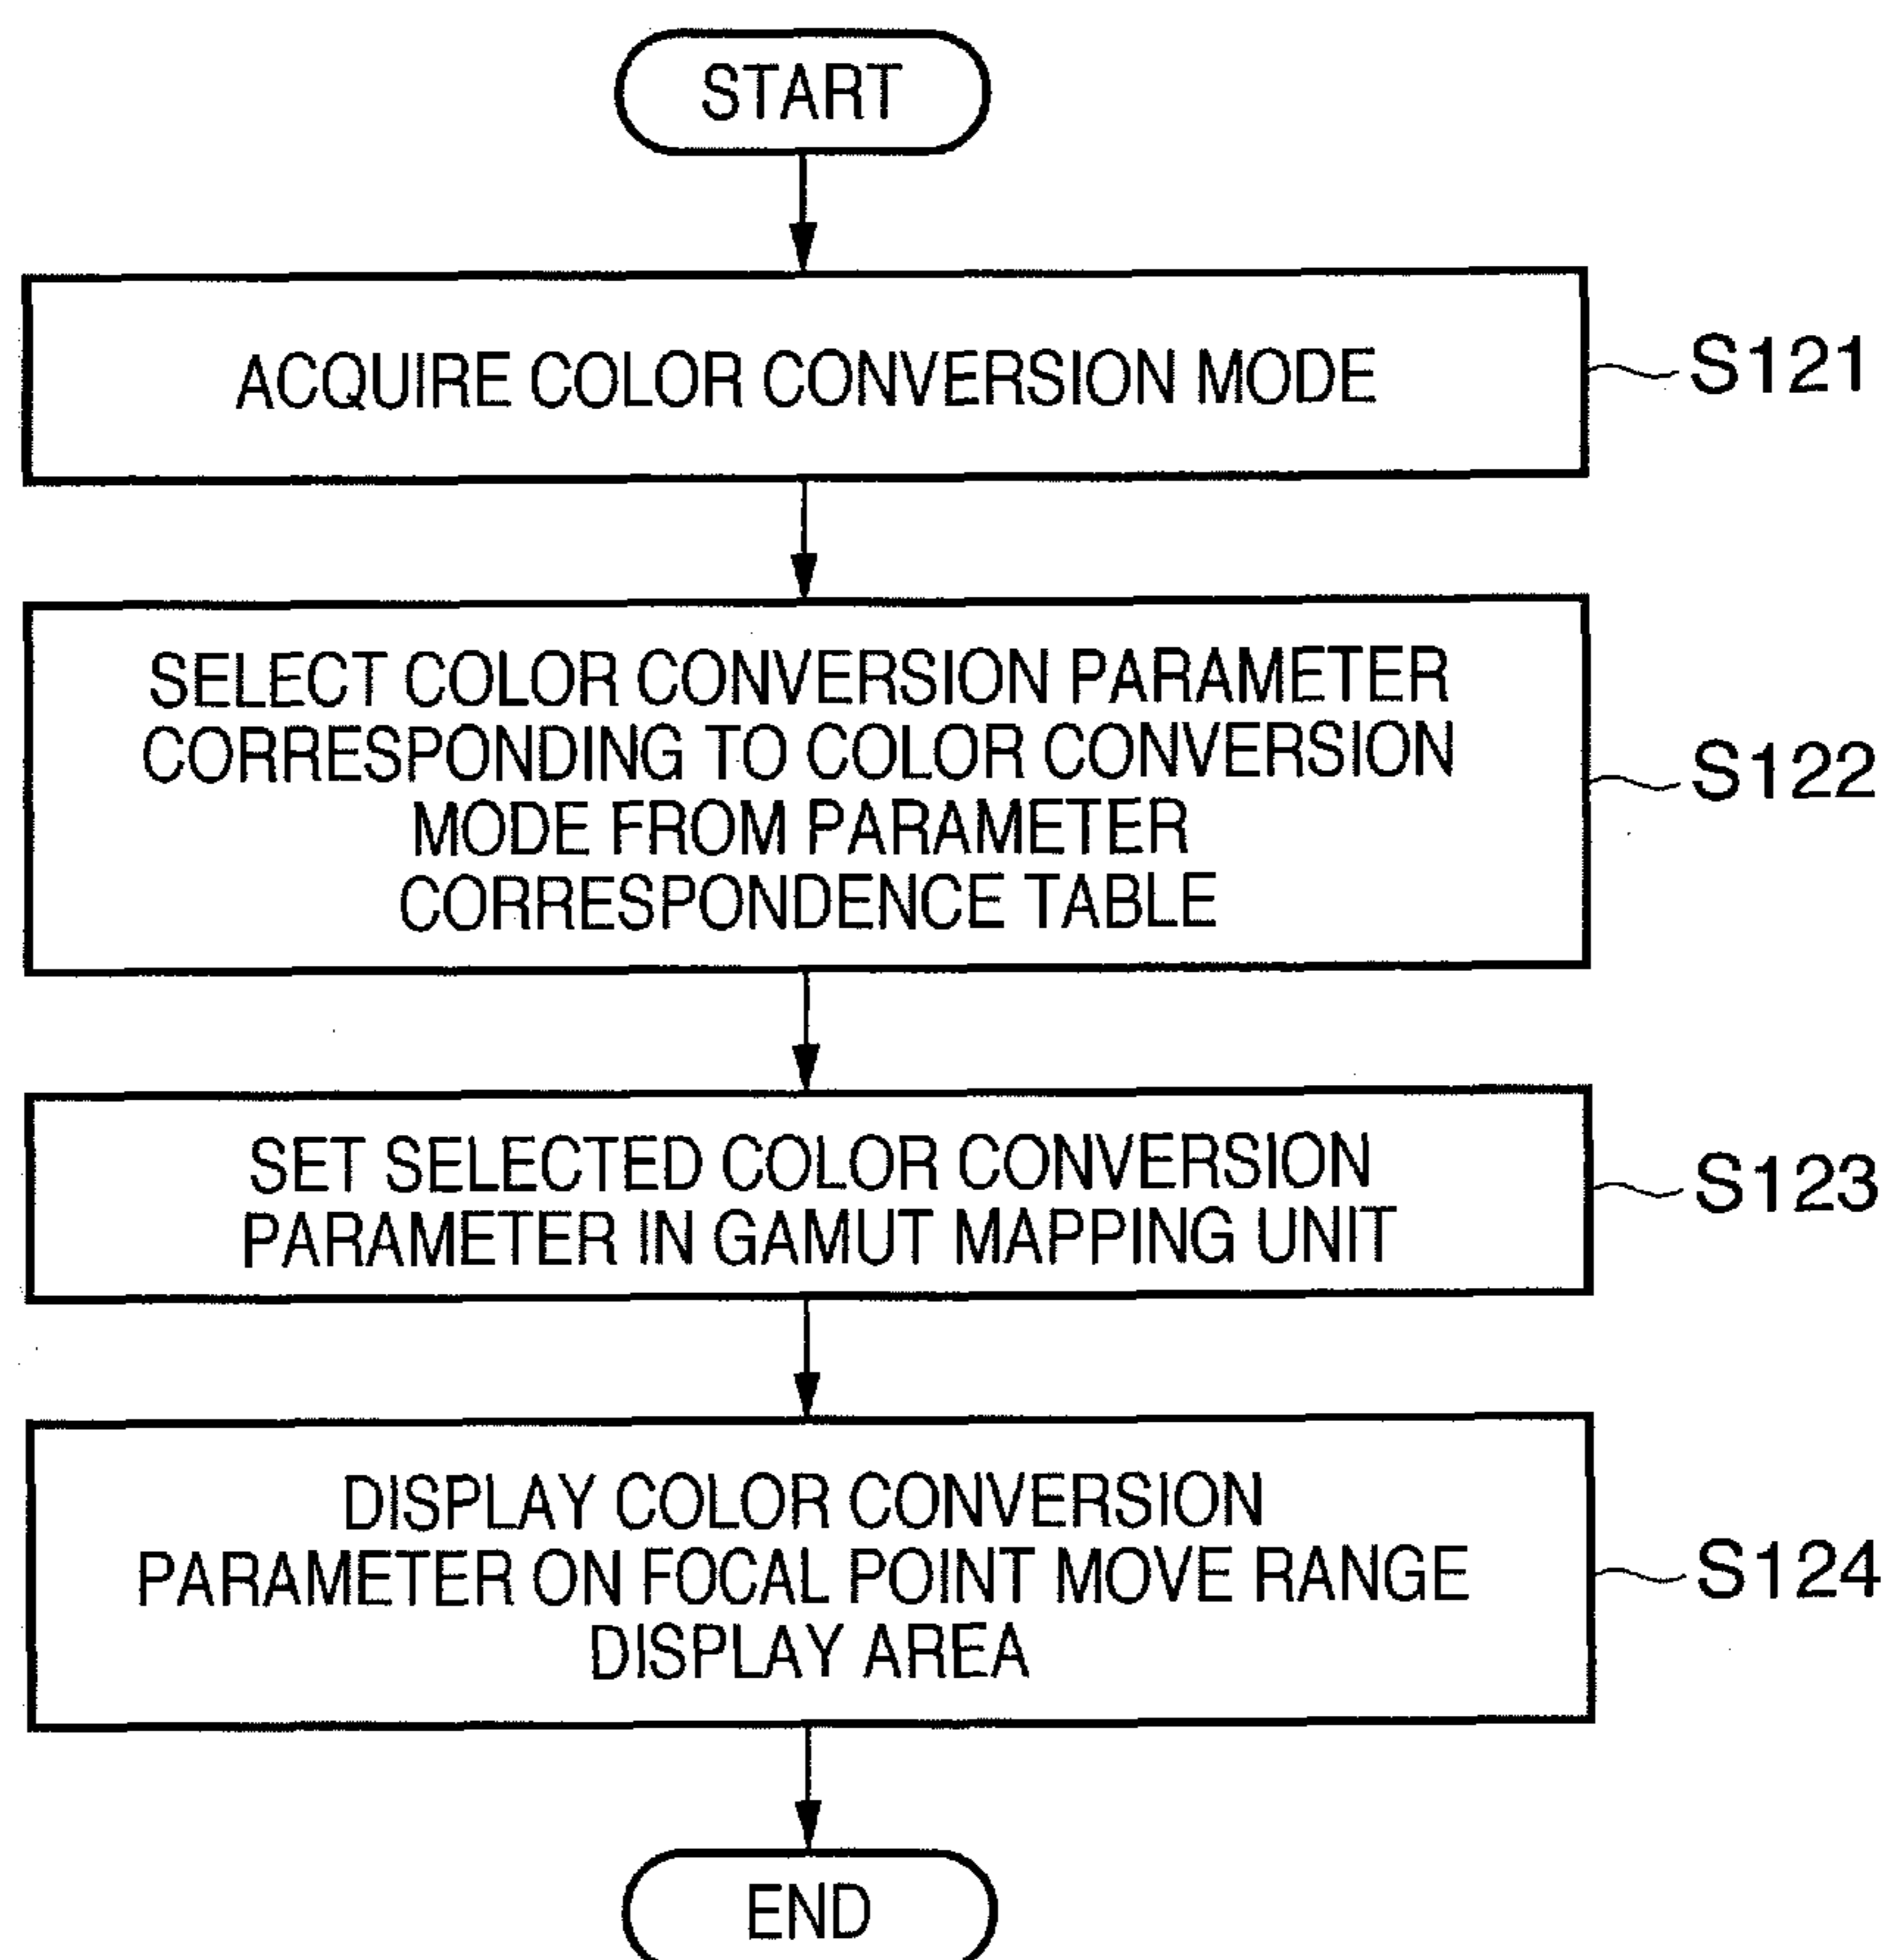 START
ACQUIRE COLOR CONVERSION MODE
S121
SELECT COLOR CONVERSION PARAMETER
CORRESPONDING TO COLOR CONVERSION
MODE FROM PARAMETER
CORRESPONDENCE TABLE
S122
SET SELECTED COLOR CONVERSION
PARAMETER IN GAMUT MAPPING UNIT
S123
DISPLAY COLOR CONVERSION
PARAMETER ON FOCAL POINT MOVE RANGE
DISPLAY AREA
S124
END